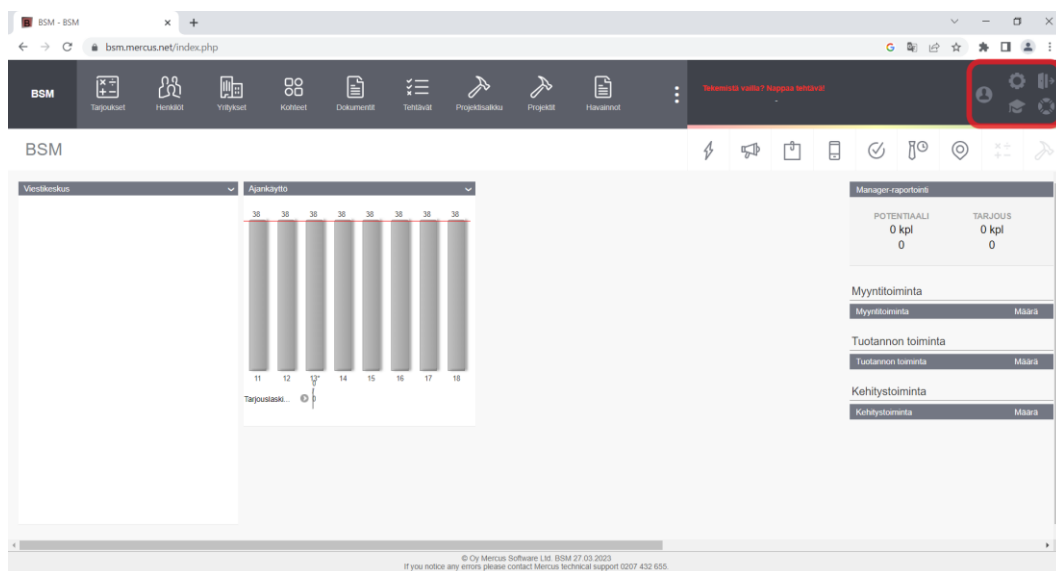 BSM - BSM
bsm.mercus.net/index.php
BSM
Tarjoukset
Henkilöt
Yritykset
Kohteet
Dokumentit
Tehtävät
Projektisalkku
Projektit
Havainnot
Tekemistä vailla? Nappaa tehtävä!
-
BSM
Viestikeskus
Ajankäyttö
38 38 38 38 38 38 38 38
11 12 13* 14 15 16 17 18
0
Tarjouslaski... 0
Manager-raportointi
POTENTIAALI TARJOUS
0 kpl 0 kpl
0 0
Myyntitoiminta
Myyntitoiminta Määrä
Tuotannon toiminta
Tuotannon toiminta Määrä
Kehitystoiminta
Kehitystoiminta Määrä
© Oy Mercus Software Ltd. BSM 27.03.2023
If you notice any errors please contact Mercus technical support 0207 432 655.